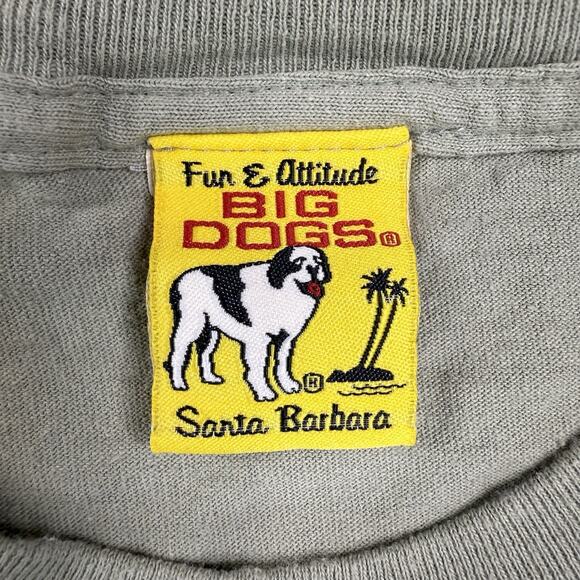 Fun & Attitude
BIG
DOGS®
®
Santa Barbara